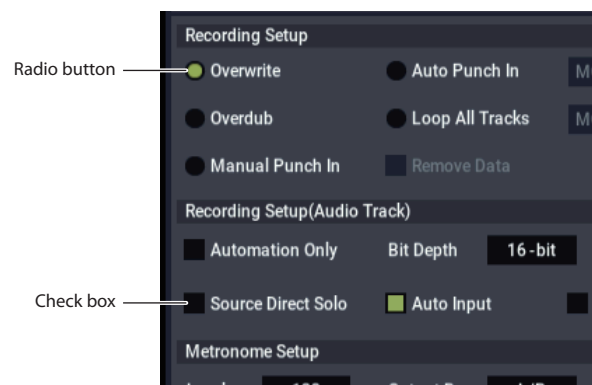 Recording Setup
Radio button
Overwrite Auto Punch In
Overdub Loop All Tracks
Manual Punch In Remove Data
Recording Setup(Audio Track)
Automation Only Bit Depth 16-bit
Check box
Source Direct Solo Auto Input
Metronome Setup